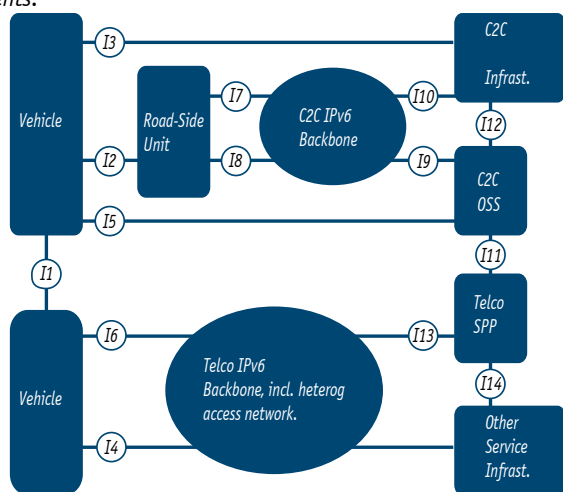 ents.
I3
C2C
Infrast.
I7
I10
Vehicle
Road-Side
Unit
C2C IPv6
Backbone
I12
I2
I8
I9
C2C
OSS
I5
I11
I1
Telco
SPP
I6
I13
Telco IPv6
Backbone, incl. heterog
access network.
Vehicle
I14
I4
Other
Service
Infrast.